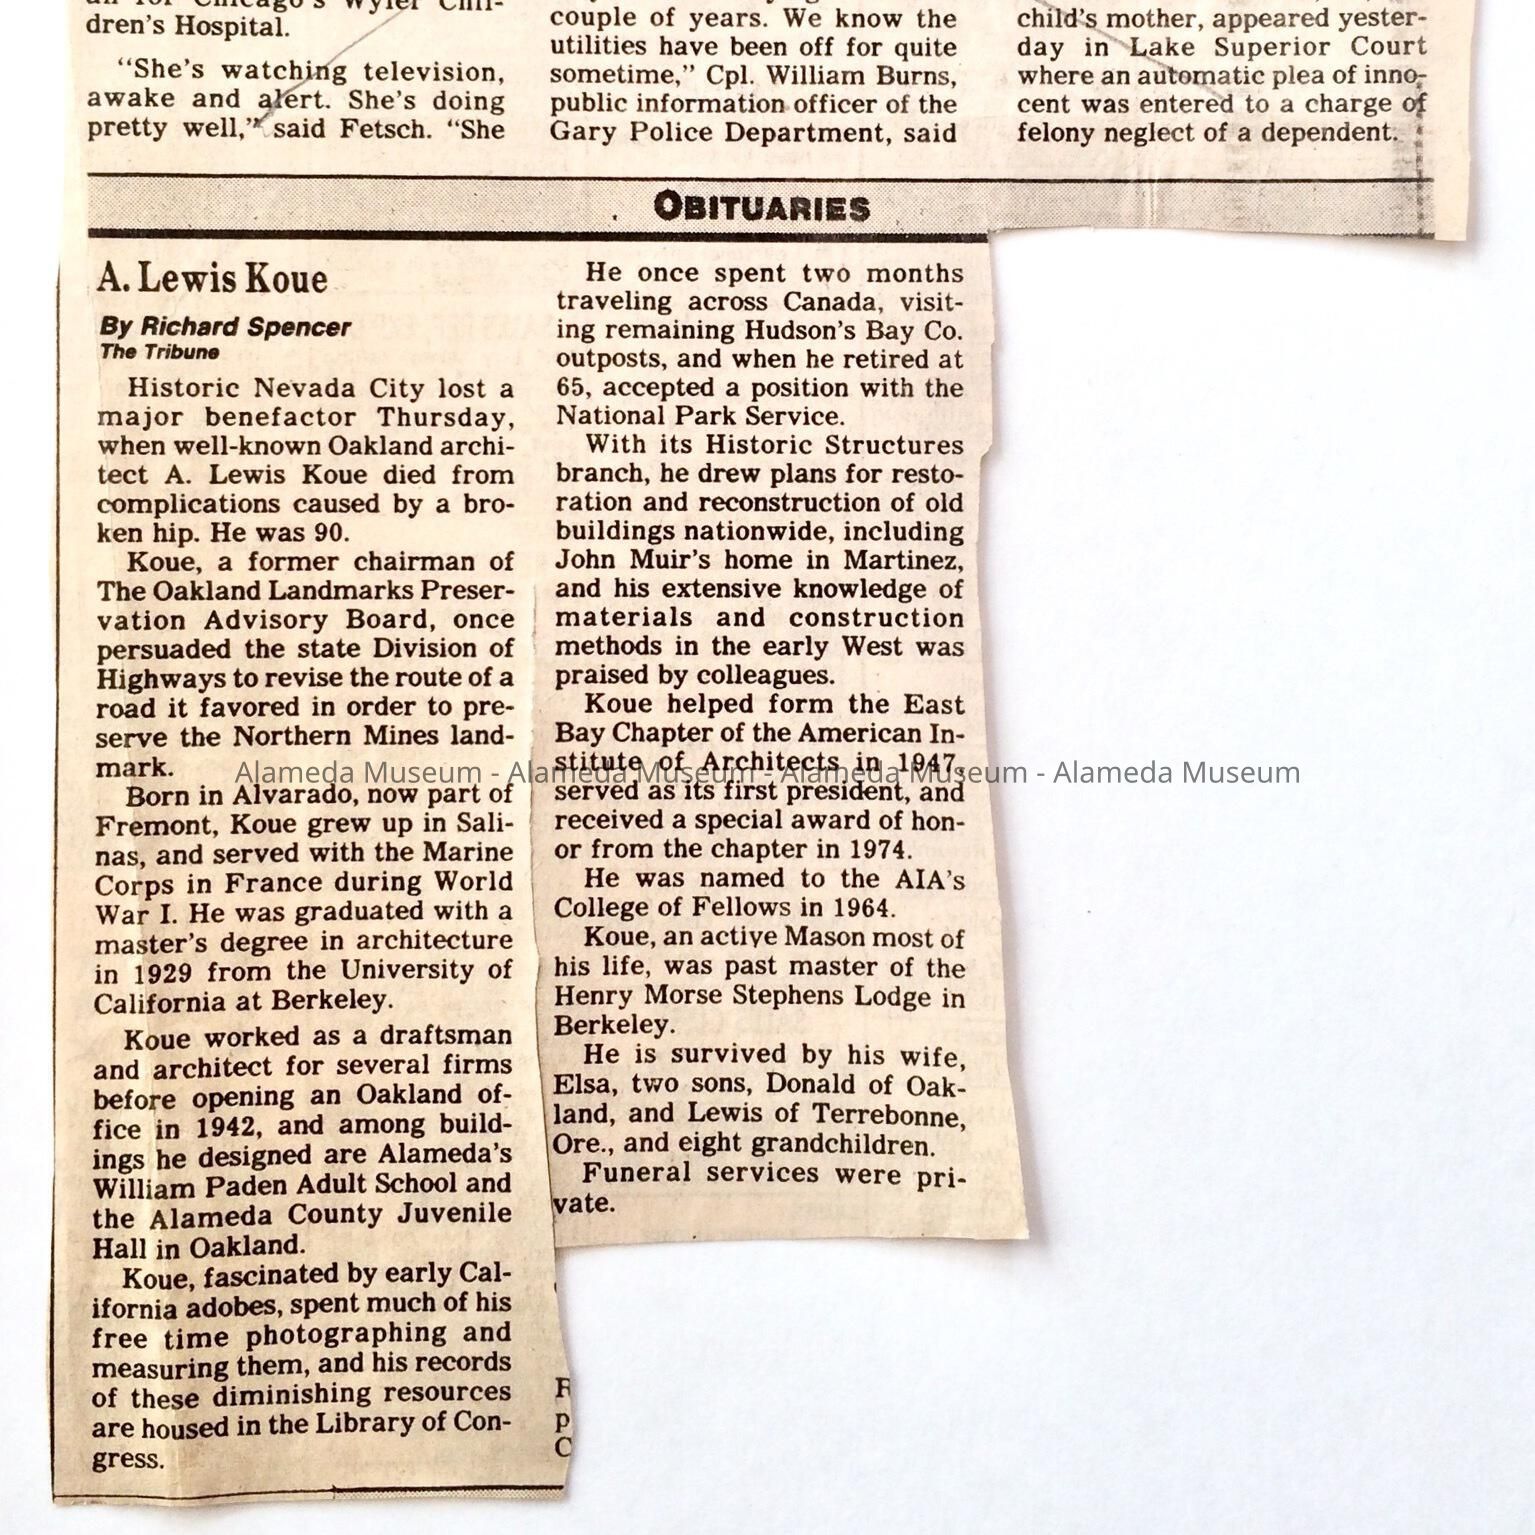 dren's Hospital.
"She's watching television,
awake and alert. She's doing
pretty well," said Fetsch. "She
couple of years. We know the
utilities have been off for quite
sometime," Cpl. William Burns,
public information officer of the
Gary Police Department, said
child's mother, appeared yester-
day in Lake Superior Court
where an automatic plea of inno-
cent was entered to a charge of
felony neglect of a dependent.
OBITUARIES
A. Lewis Koue
By Richard Spencer
The Tribune
Historic Nevada City lost a
major benefactor Thursday,
when well-known Oakland archi-
tect A. Lewis Koue died from
complications caused by a bro-
ken hip. He was 90.
Koue, a former chairman of
The Oakland Landmarks Preser-
vation Advisory Board, once
persuaded the state Division of
Highways to revise the route of a
road it favored in order to pre-
serve the Northern Mines land-
mark.
Born in Alvarado, now part of
Fremont, Koue grew up in Sali-
nas, and served with the Marine
Corps in France during World
War I. He was graduated with a
master's degree in architecture
in 1929 from the University of
California at Berkeley.
Koue worked as a draftsman
and architect for several firms
before opening an Oakland of-
fice in 1942, and among build-
ings he designed are Alameda's
William Paden Adult School and
the Alameda County Juvenile
Hall in Oakland.
Koue, fascinated by early Cal-
ifornia adobes, spent much of his
free time photographing and
measuring them, and his records
of these diminishing resources
are housed in the Library of Con-
gress.
He once spent two months
traveling across Canada, visit-
ing remaining Hudson's Bay Co.
outposts, and when he retired at
65, accepted a position with the
National Park Service.
With its Historic Structures
branch, he drew plans for resto-
ration and reconstruction of old
buildings nationwide, including
John Muir's home in Martinez,
and his extensive knowledge of
materials and construction
methods in the early West was
praised by colleagues.
Koue helped form the East
Bay Chapter of the American In-
stitute of Architects in 1947,
served as its first president, and
received a special award of hon-
or from the chapter in 1974.
He was named to the AIA's
College of Fellows in 1964.
Koue, an active Mason most of
his life, was past master of the
Henry Morse Stephens Lodge in
Berkeley.
He is survived by his wife,
Elsa, two sons, Donald of Oak-
land, and Lewis of Terrebonne,
Ore., and eight grandchildren.
Funeral services were pri-
vate.
Alameda Museum - Alameda Museum - Alameda Museum - Alameda Museum